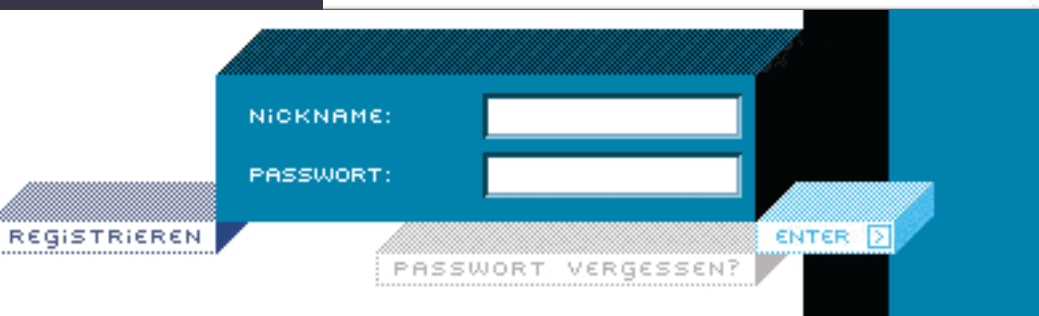 NiCKNAME:
PASSWORT:
REGiSTRiEREN
ENTER >
PASSWORT VERGESSEN?